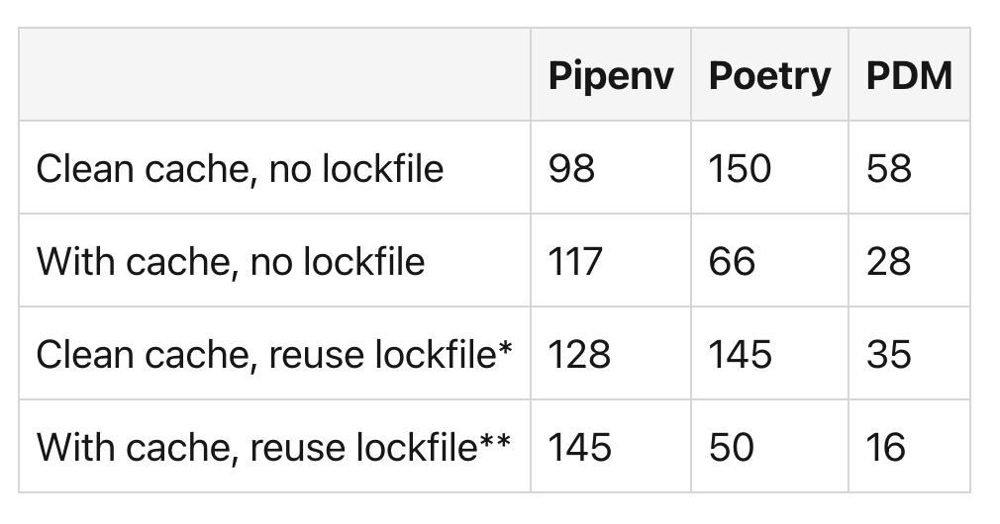 Pipenv Poetry PDM
Clean cache, no lockfile 98 150 58
With cache, no lockfile 117 66 28
Clean cache, reuse lockfile* 128 145 35
With cache, reuse lockfile** 145 50 16